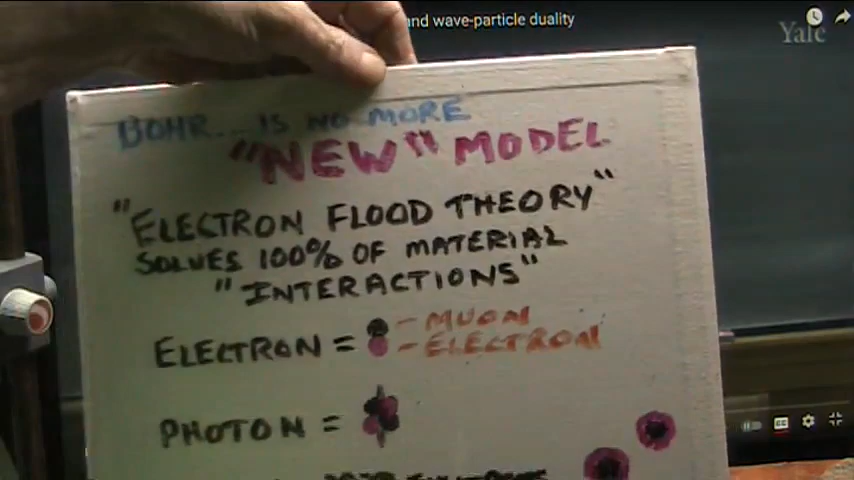 and wave-particle duality
Yale
BOHR... IS NO MORE
"NEW" MODEL
"ELECTRON FLOOD THEORY"
SOLVES 100% OF MATERIAL
"INTERACTIONS"
ELECTRON = - MUON
- ELECTRON
PHOTON =